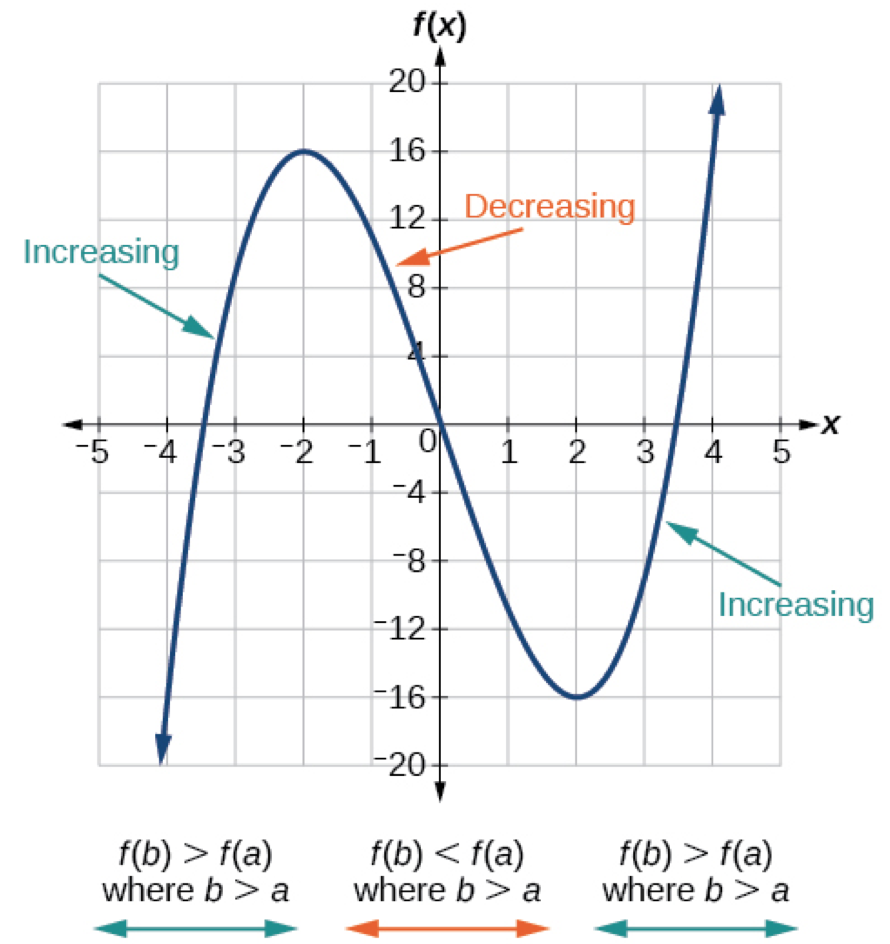 f(x)
20
16
12
Decreasing
Increasing
8
4
x
−5 −4 −3 −2 −1 0 1 2 3 4 5
−4
−8
Increasing
−12
−16
−20
f(b) > f(a) f(b) < f(a) f(b) > f(a)
where b > a where b > a where b > a